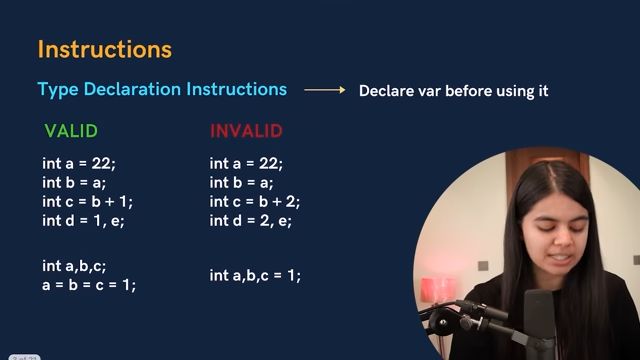 Instructions
Type Declaration Instructions
Declare var before using it
VALID
int a = 22;
int b = a;
int c = b + 1;
int d = 1, e;
int a,b,c;
a = b = c = 1;
INVALID
int a = 22;
int b = a;
int c = b + 2;
int d = 2, e;
int a,b,c = 1;